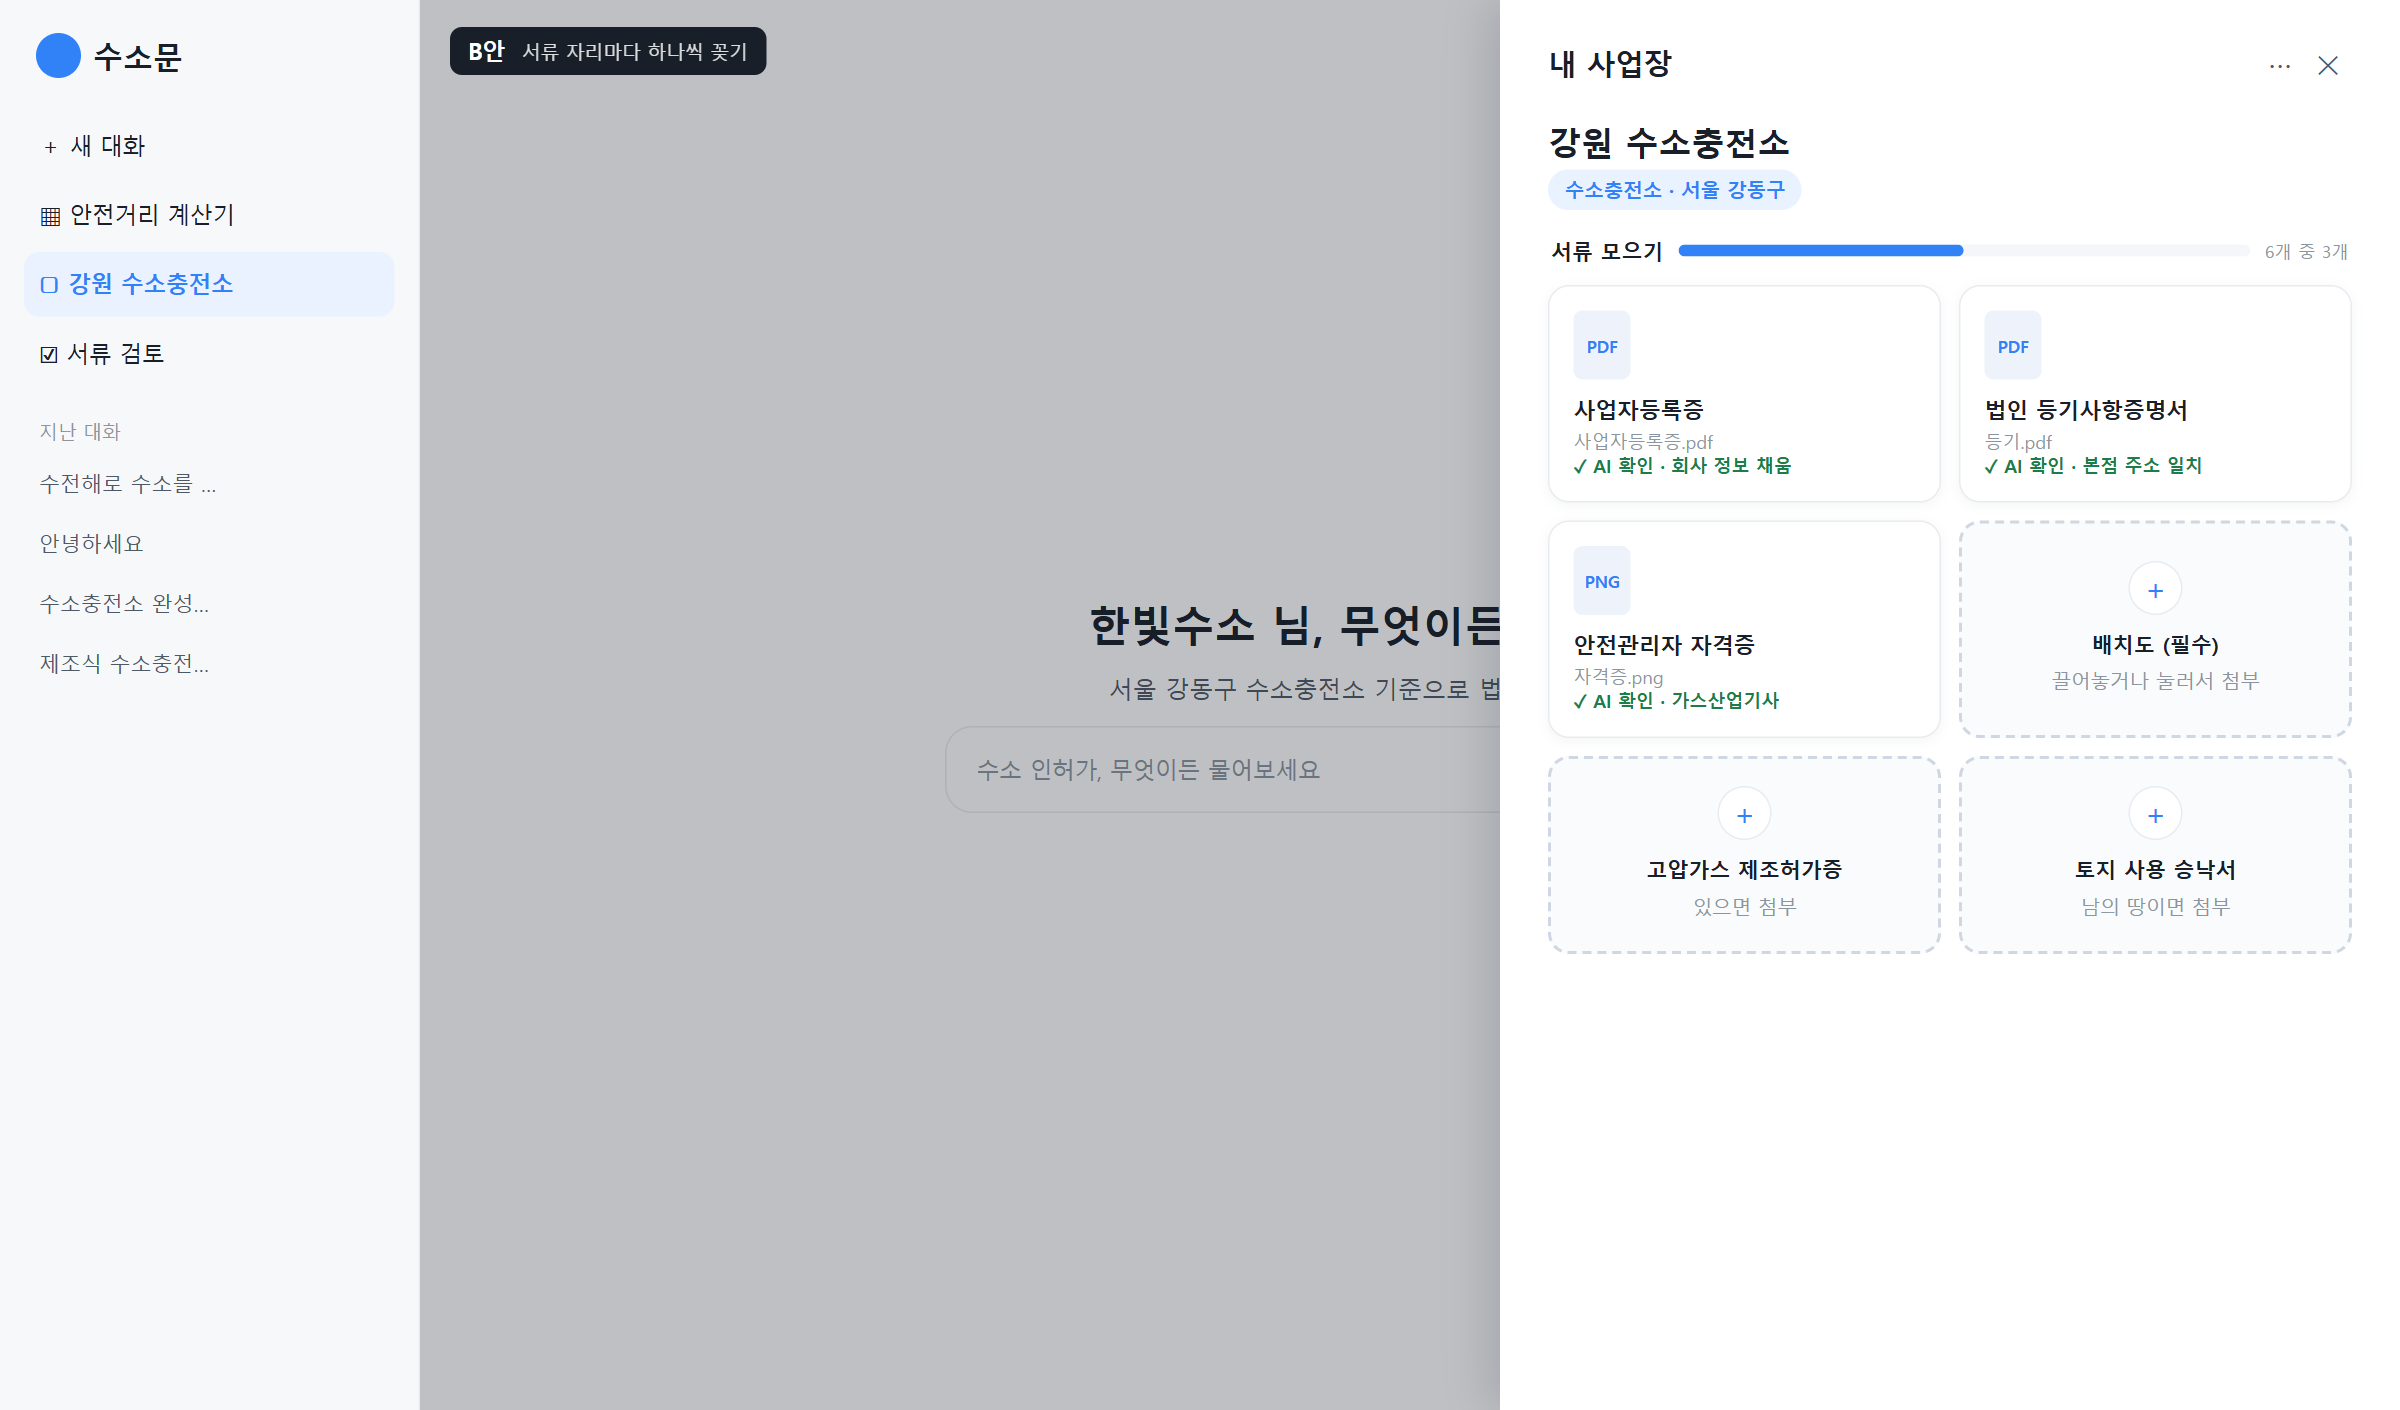 수소문
+ 새 대화
▦ 안전거리 계산기
▢ 강원 수소충전소
☑ 서류 검토
지난 대화
수전해로 수소를 ...
안녕하세요
수소충전소 완성...
제조식 수소충전...
B안 서류 자리마다 하나씩 꽂기
한빛수소 님, 무엇이든
서울 강동구 수소충전소 기준으로 법
수소 인허가, 무엇이든 물어보세요
내 사업장
···
강원 수소충전소
수소충전소 · 서울 강동구
서류 모으기
6개 중 3개
PDF
사업자등록증
사업자등록증.pdf
✓ AI 확인 · 회사 정보 채움
PDF
법인 등기사항증명서
등기.pdf
✓ AI 확인 · 본점 주소 일치
PNG
안전관리자 자격증
자격증.png
✓ AI 확인 · 가스산업기사
+
배치도 (필수)
끌어놓거나 눌러서 첨부
+
고압가스 제조허가증
있으면 첨부
+
토지 사용 승낙서
남의 땅이면 첨부